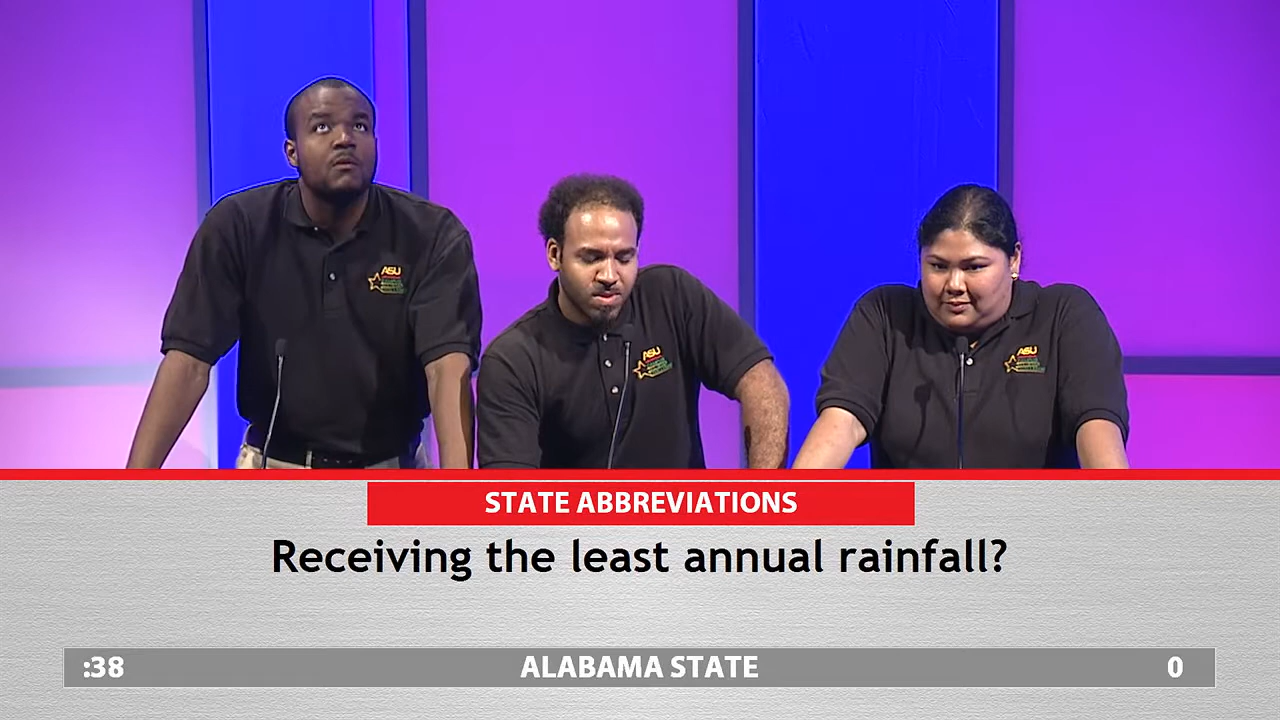 ASU
ASU
ASU
STATE ABBREVIATIONS
Receiving the least annual rainfall?
:38
ALABAMA STATE
0